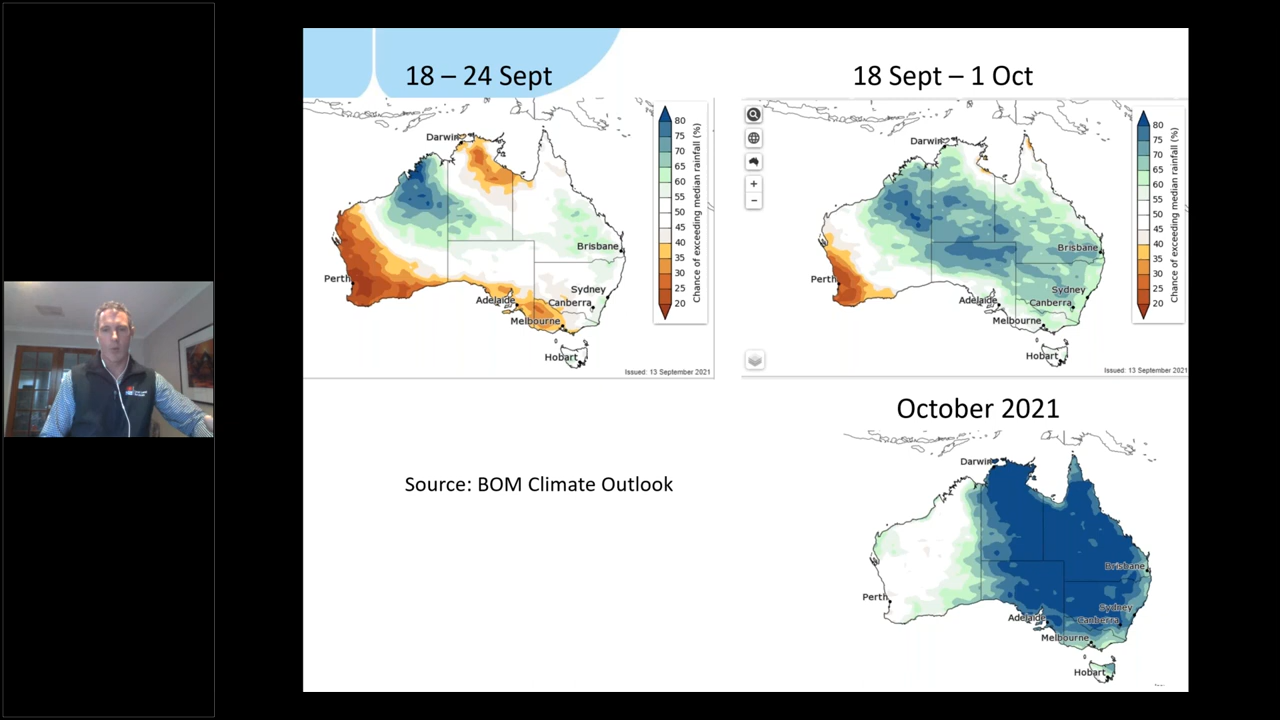 18 – 24 Sept
18 Sept – 1 Oct
Darwin
Brisbane
Perth
Sydney
Adelaide
Canberra
Melbourne
Hobart
80
75
70
65
60
55
50
45
40
35
30
25
20
Chance of exceeding median rainfall (%)
Issued: 13 September 2021
Darwin
Brisbane
Perth
Sydney
Adelaide
Canberra
Melbourne
Hobart
80
75
70
65
60
55
50
45
40
35
30
25
20
Chance of exceeding median rainfall (%)
Issued: 13 September 2021
October 2021
Source: BOM Climate Outlook
Darwin
Brisbane
Perth
Sydney
Adelaide
Canberra
Melbourne
Hobart